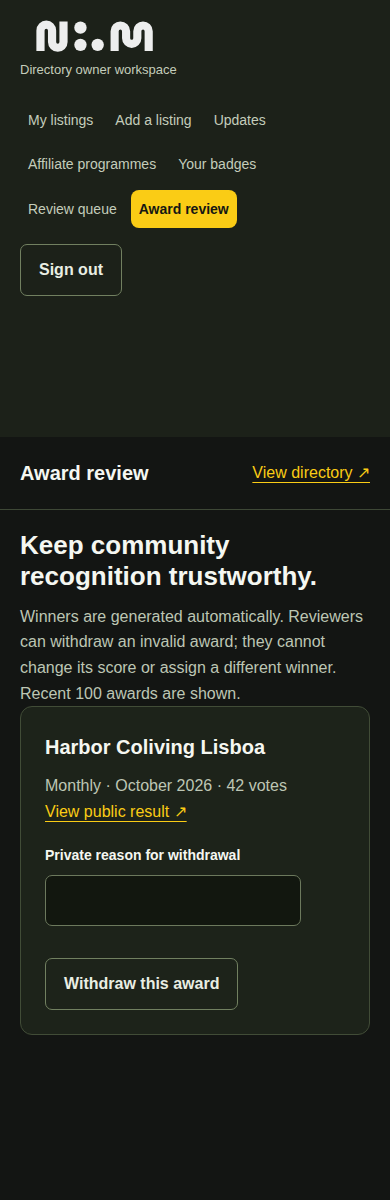 N:.M
Directory owner workspace
My listings Add a listing Updates
Affiliate programmes Your badges
Review queue Award review
Sign out
Award review View directory ↗
Keep community
recognition trustworthy.
Winners are generated automatically. Reviewers
can withdraw an invalid award; they cannot
change its score or assign a different winner.
Recent 100 awards are shown.
Harbor Coliving Lisboa
Monthly · October 2026 · 42 votes
View public result ↗
Private reason for withdrawal
Withdraw this award